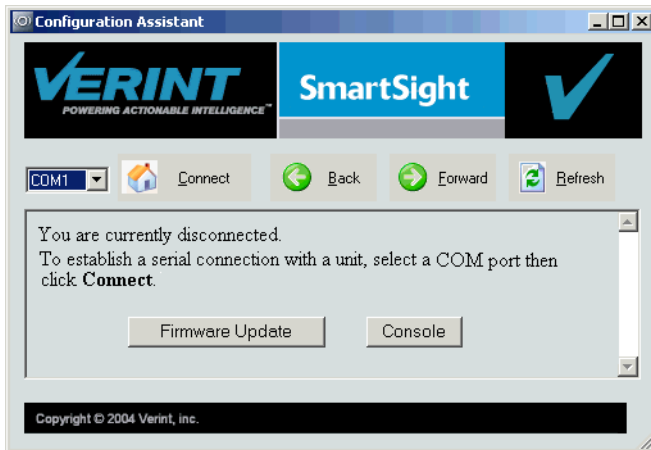 Configuration Assistant
VERINT
POWERING ACTIONABLE INTELLIGENCE™
SmartSight
COM1 Connect Back Forward Refresh
You are currently disconnected.
To establish a serial connection with a unit, select a COM port then
click Connect.
Firmware Update Console
Copyright © 2004 Verint, inc.